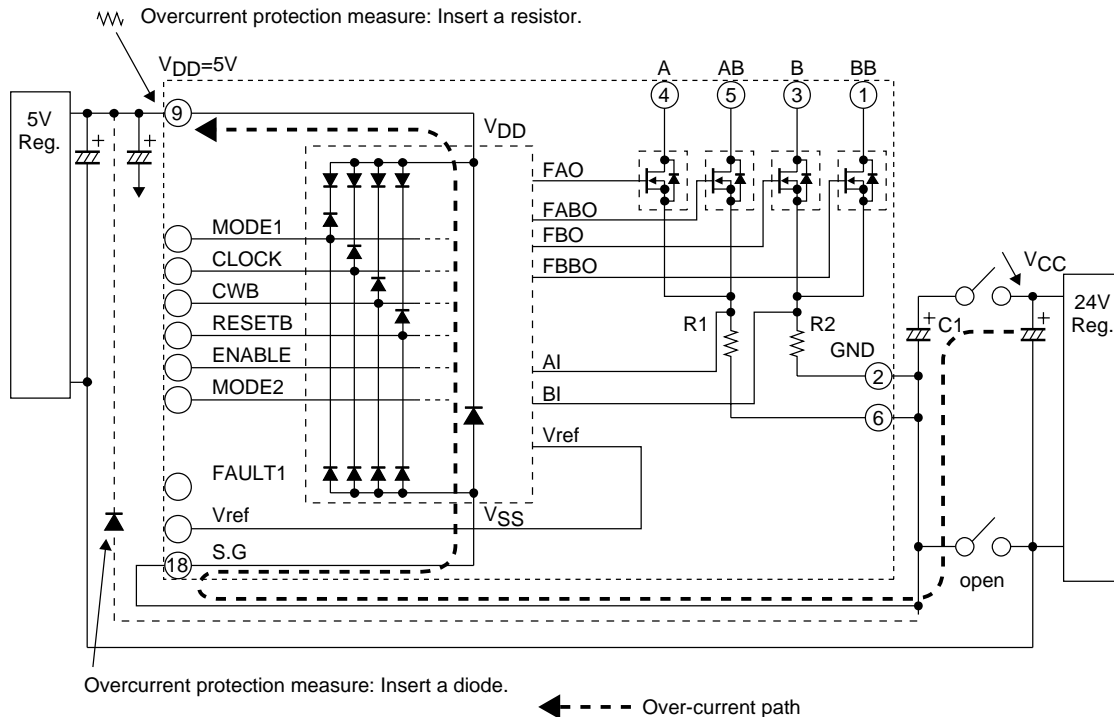 Overcurrent protection measure: Insert a resistor.
VDD=5V
A
AB
B
BB
4
5
3
1
5V
Reg.
+
+
9
VDD
FAO
FABO
FBO
FBBO
MODE1
CLOCK
CWB
RESETB
ENABLE
MODE2
VCC
24V
Reg.
+
C1
+
R1
R2
GND
2
AI
BI
6
Vref
FAULT1
Vref
VSS
S.G
18
open
Overcurrent protection measure: Insert a diode.
Over-current path